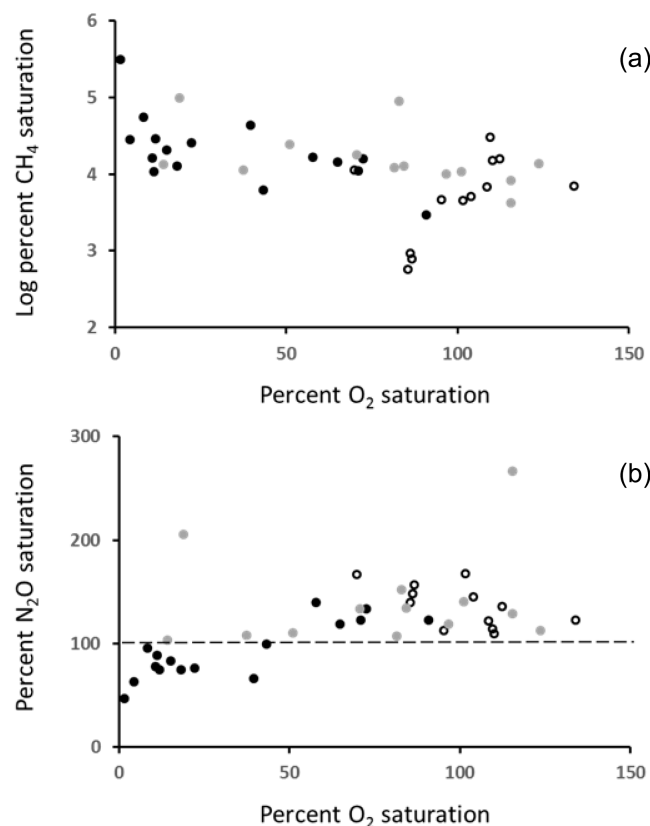 6
(a)
5
4
3
2
Log percent CH₄ saturation
0
50
100
150
Percent O₂ saturation
300
(b)
200
100
0
Percent N₂O saturation
0
50
100
150
Percent O₂ saturation